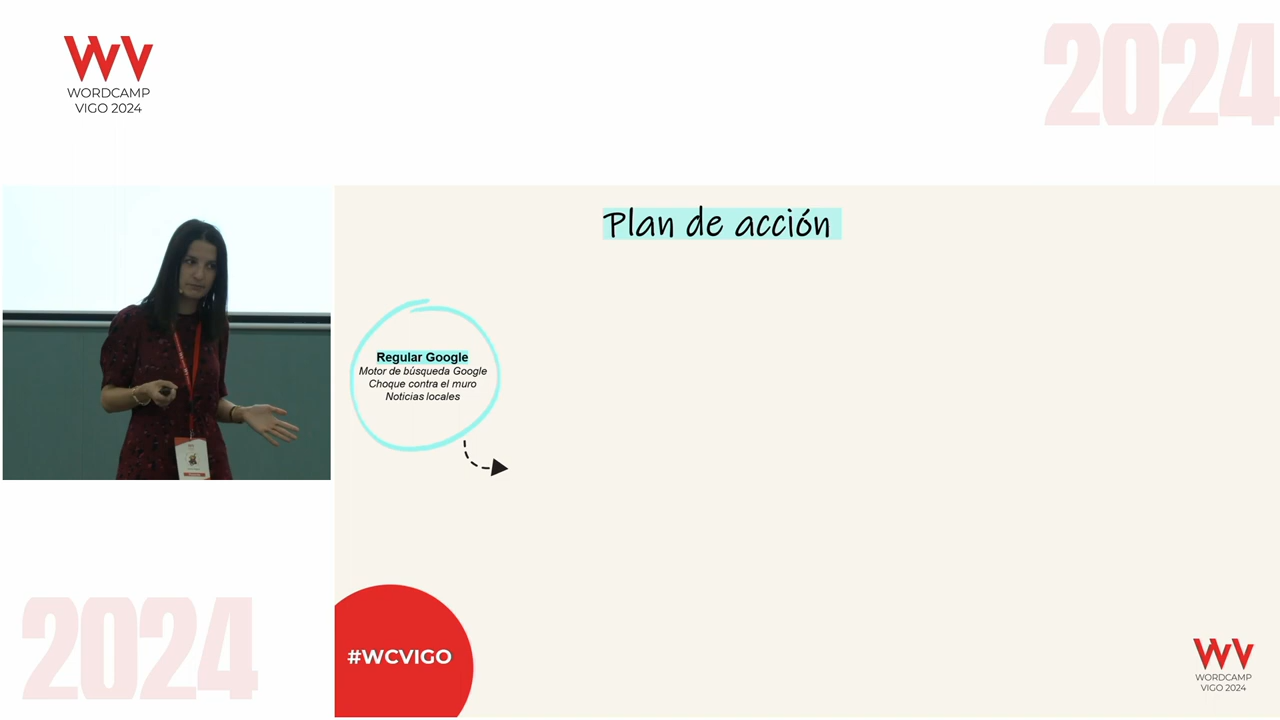 WORDCAMP
VIGO 2024
2024
Plan de acción
Regular Google
Motor de búsqueda Google
Choque contra el muro
Noticias locales
2024
#WCVIGO
WORDCAMP
VIGO 2024